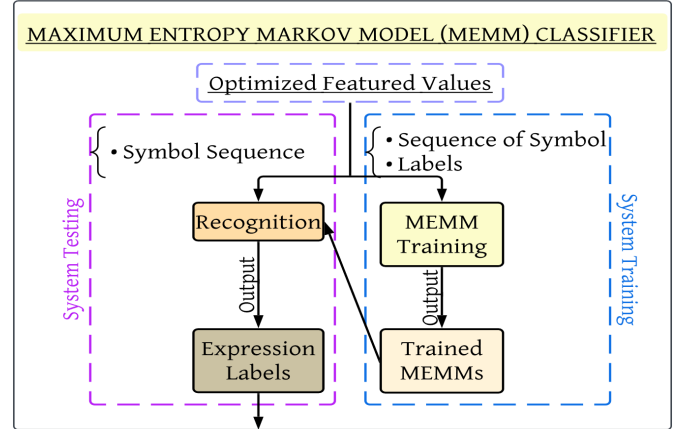 MAXIMUM ENTROPY MARKOV MODEL (MEMM) CLASSIFIER
Optimized Featured Values
• Symbol Sequence
• Sequence of Symbol
• Labels
System Testing
Recognition
MEMM
Training
System Training
Output
Output
Expression
Labels
Trained
MEMMs